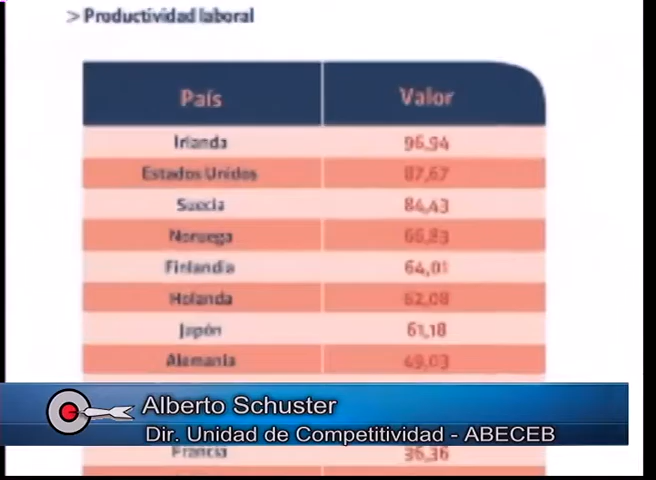 > Productividad laboral
País Valor
Irlanda 96,94
Estados Unidos 87,67
Suecia 84,43
Noruega 66,83
Finlandia 64,01
Holanda 62,08
Japón 61,18
Alemania 49,03
Alberto Schuster
Dir. Unidad de Competitividad - ABECEB
Francia 36,36